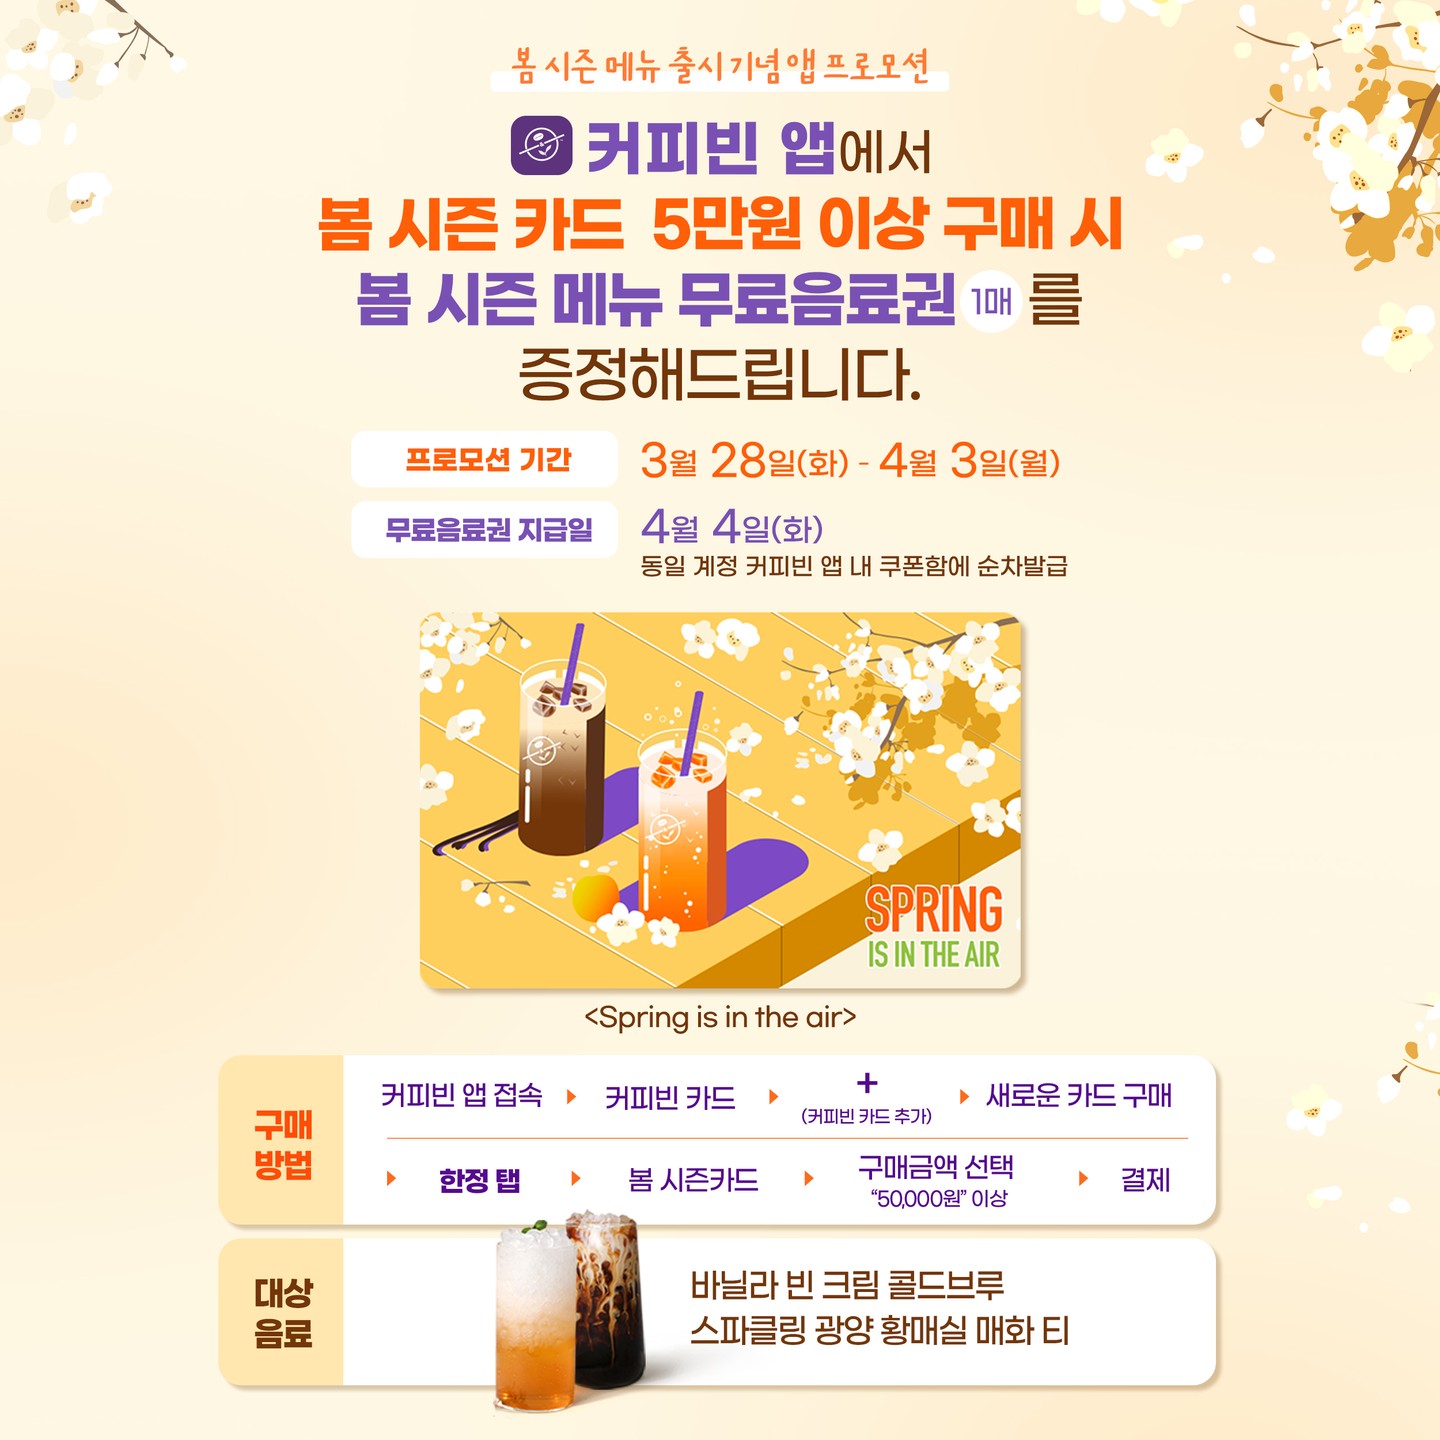 봄 시즌 메뉴 출시 기념 앱 프로모션
커피빈 앱에서
봄 시즌 카드 5만원 이상 구매 시
봄 시즌 메뉴 무료음료권 1매 를
증정해드립니다.
프로모션 기간 3월 28일(화) - 4월 3일(월)
무료음료권 지급일 4월 4일(화)
동일 계정 커피빈 앱 내 쿠폰함에 순차발급
SPRING
IS IN THE AIR
<Spring is in the air>
구매
방법
커피빈 앱 접속 커피빈 카드 + 새로운 카드 구매
(커피빈 카드 추가)
한정 탭 봄 시즌카드 구매금액 선택 결제
“50,000원” 이상
대상
음료
바닐라 빈 크림 콜드브루
스파클링 광양 황매실 매화 티